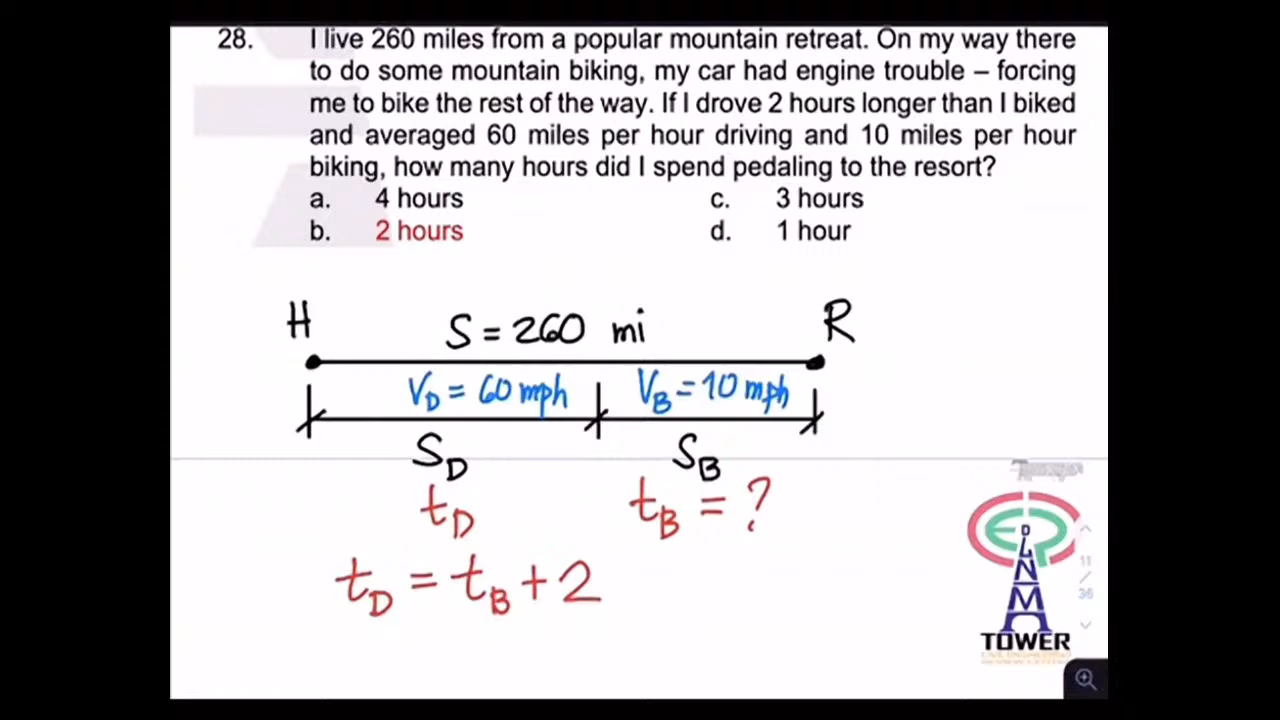 28. I live 260 miles from a popular mountain retreat. On my way there
to do some mountain biking, my car had engine trouble – forcing
me to bike the rest of the way. If I drove 2 hours longer than I biked
and averaged 60 miles per hour driving and 10 miles per hour
biking, how many hours did I spend pedaling to the resort?
a. 4 hours c. 3 hours
b. 2 hours d. 1 hour
H S = 260 mi R
V_D = 60 mph V_B = 10 mph
S_D S_B
t_D t_B = ?
t_D = t_B + 2
11
/
36
TOWER